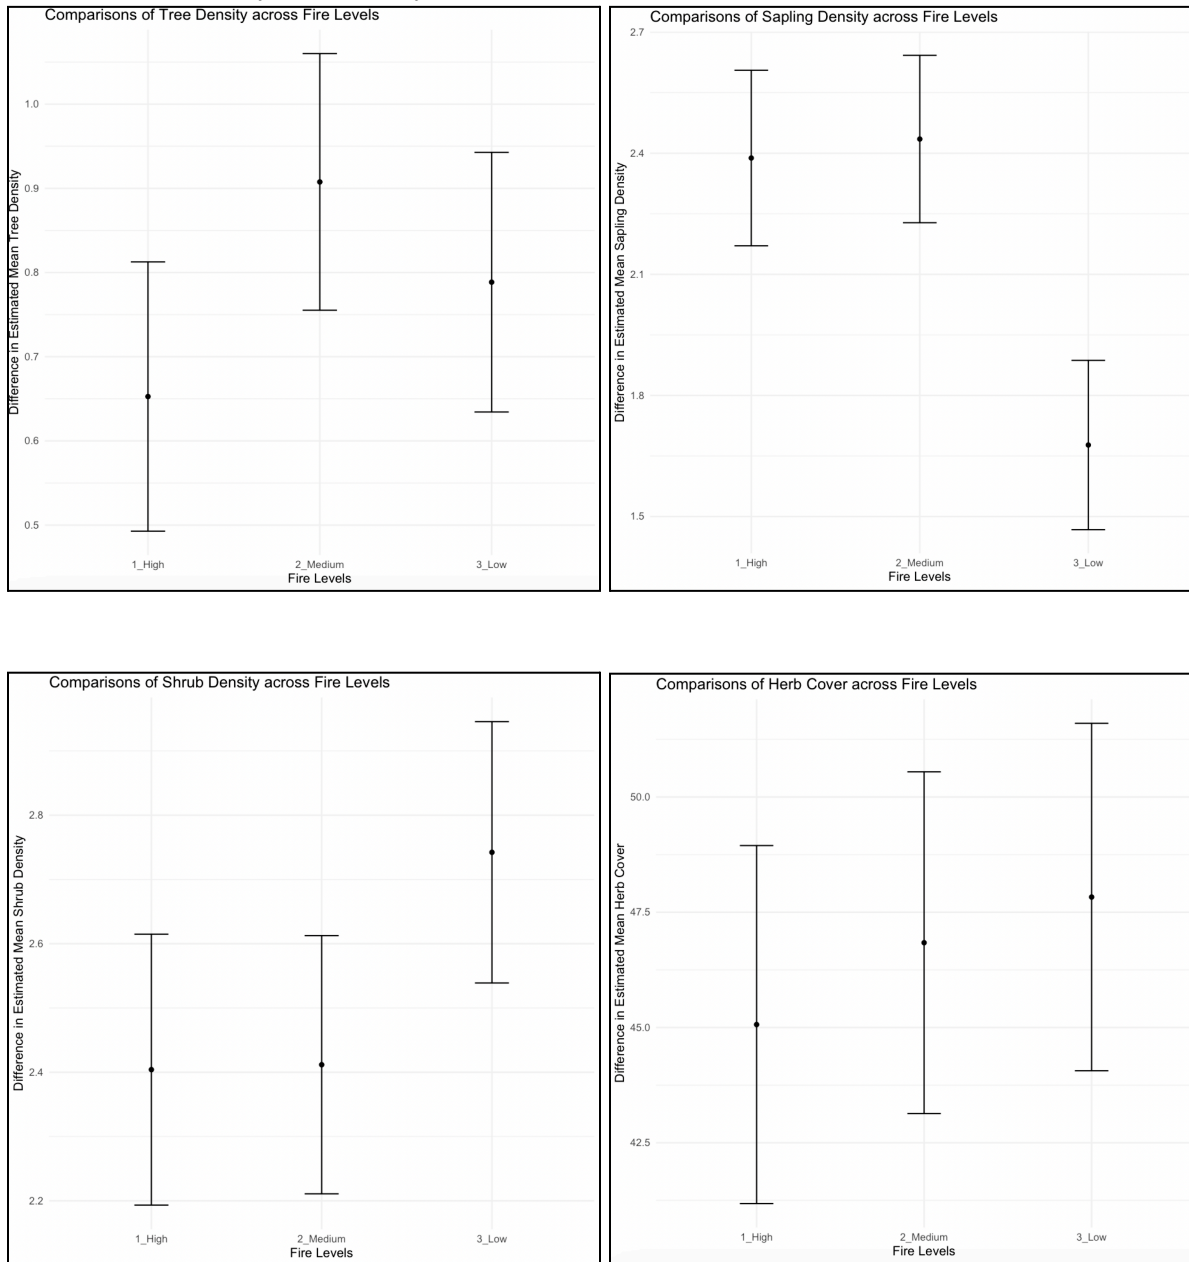 Comparisons of Tree Density across Fire Levels
Difference in Estimated Mean Tree Density
1.0
0.9
0.8
0.7
0.6
0.5
1_High
2_Medium
3_Low
Fire Levels
Comparisons of Sapling Density across Fire Levels
Difference in Estimated Mean Sapling Density
2.7
2.4
2.1
1.8
1.5
1_High
2_Medium
3_Low
Fire Levels
Comparisons of Shrub Density across Fire Levels
Difference in Estimated Mean Shrub Density
2.8
2.6
2.4
2.2
1_High
2_Medium
3_Low
Fire Levels
Comparisons of Herb Cover across Fire Levels
Difference in Estimated Mean Herb Cover
50.0
47.5
45.0
42.5
1_High
2_Medium
3_Low
Fire Levels